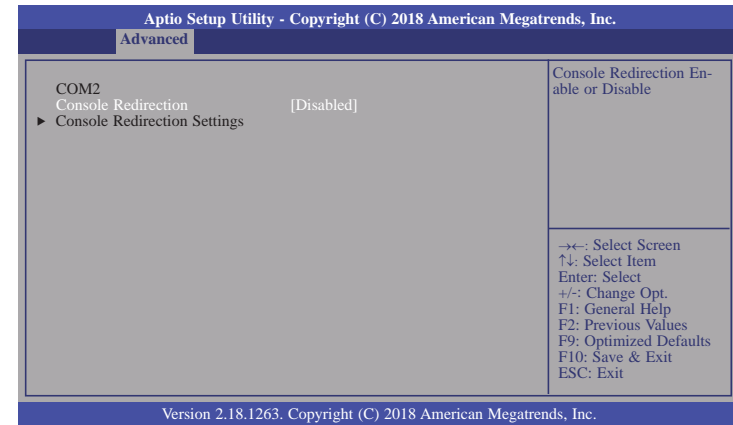 Aptio Setup Utility - Copyright (C) 2018 American Megatrends, Inc.
Advanced
COM2
Console Redirection [Disabled]
► Console Redirection Settings
Console Redirection En-
able or Disable
→←: Select Screen
↑↓: Select Item
Enter: Select
+/-: Change Opt.
F1: General Help
F2: Previous Values
F9: Optimized Defaults
F10: Save & Exit
ESC: Exit
Version 2.18.1263. Copyright (C) 2018 American Megatrends, Inc.